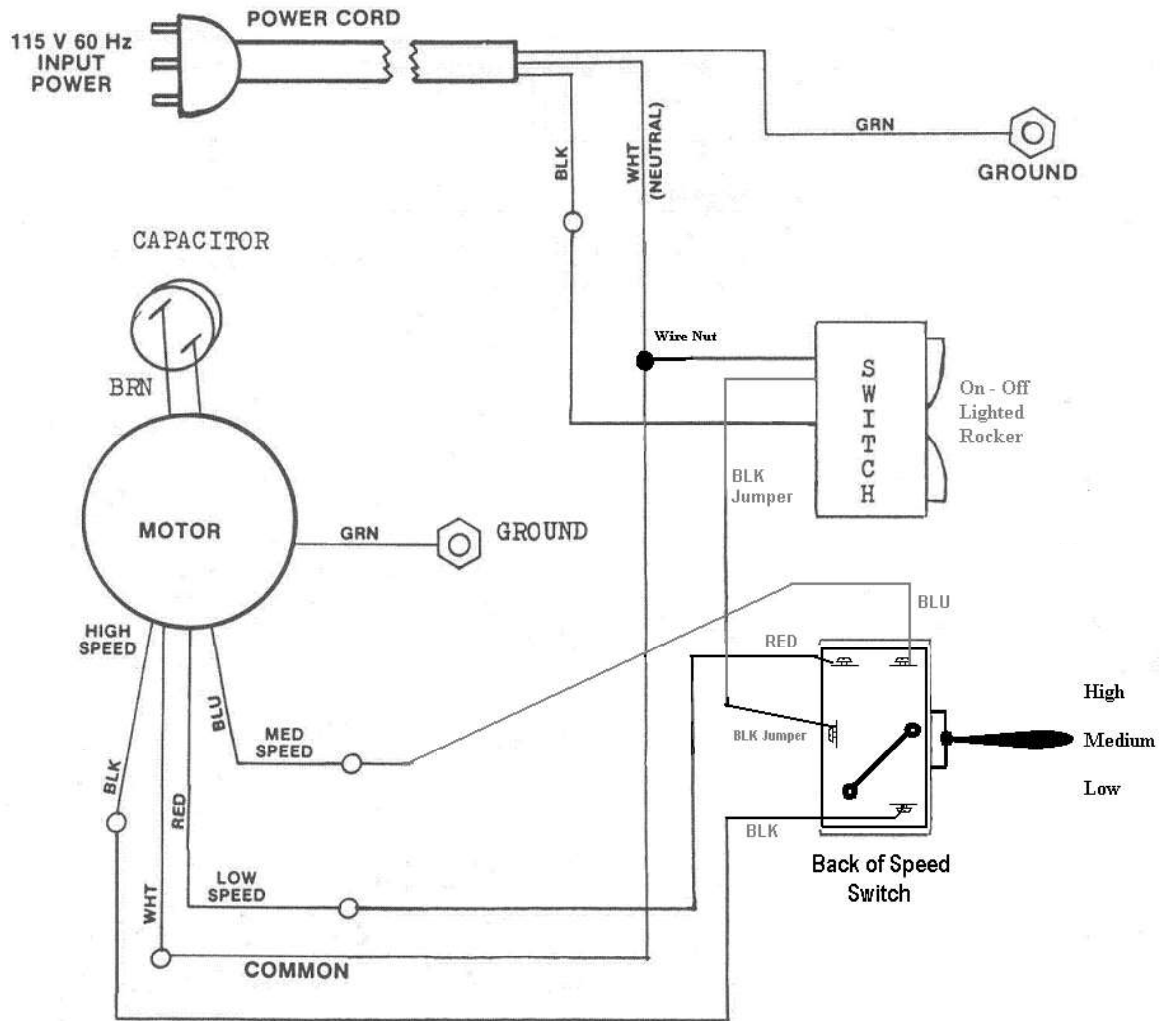 POWER CORD
115 V 60 Hz
INPUT
POWER
BLK
WHT
(NEUTRAL)
GRN
GROUND
CAPACITOR
BRN
Wire Nut
SWITCH
On - Off
Lighted
Rocker
BLK
Jumper
MOTOR
GRN
GROUND
HIGH
SPEED
BLU
RED
BLU
MED
SPEED
BLK Jumper
High
Medium
Low
BLK
RED
BLK
LOW
SPEED
WHT
COMMON
Back of Speed
Switch